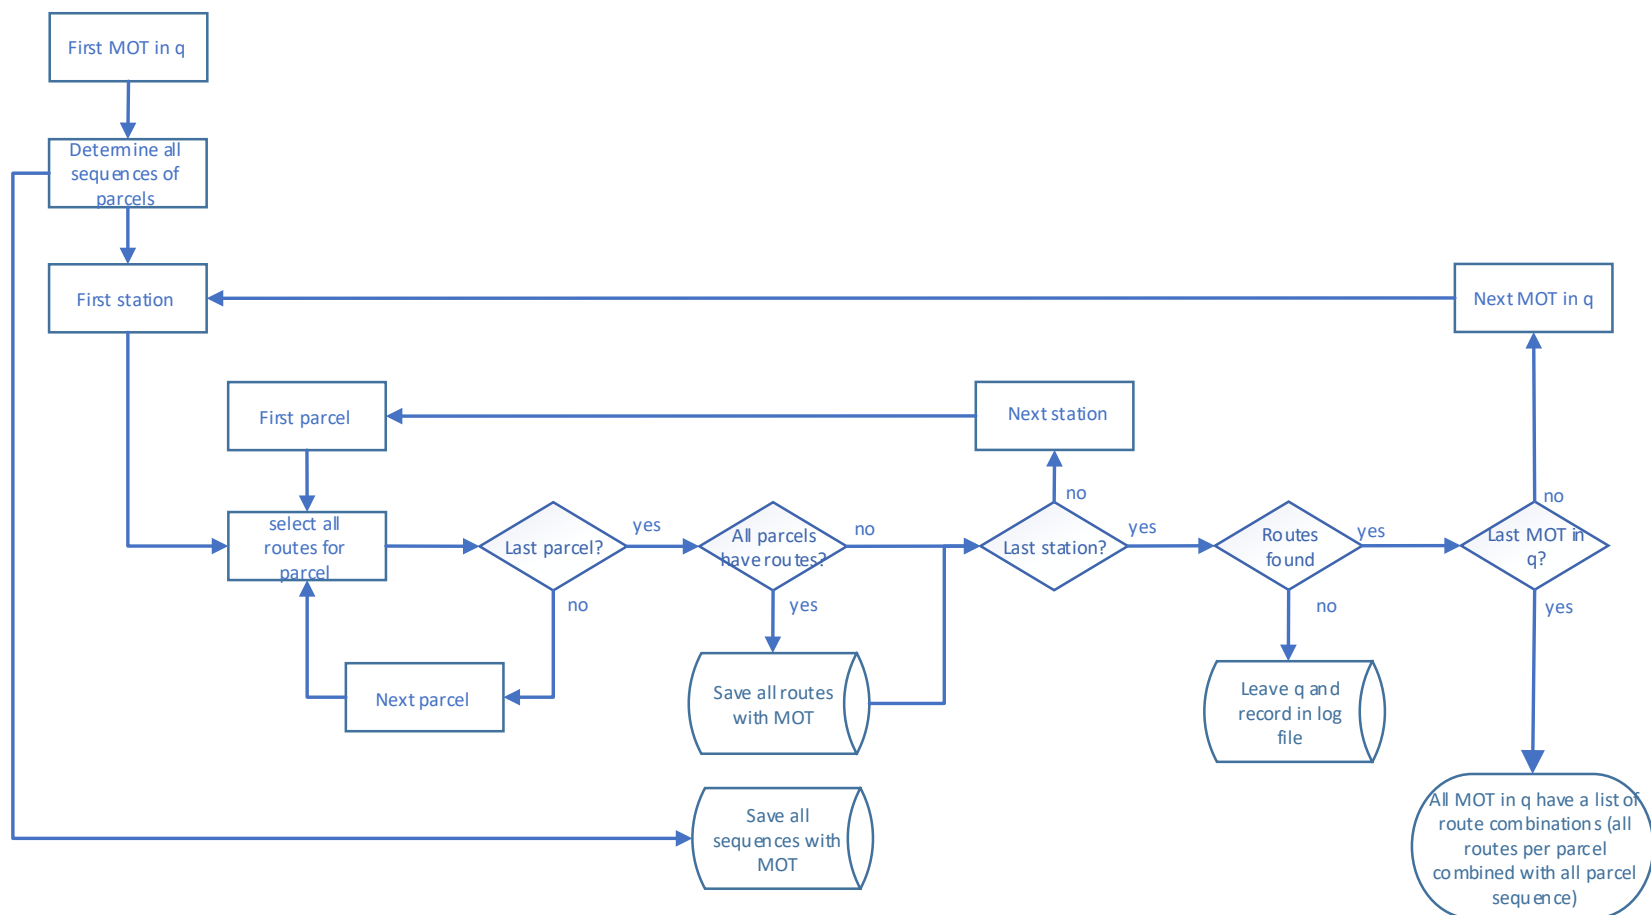 First MOT in q
Determine all
sequences of
parcels
First station
Next MOT in q
First parcel
Next station
select all
routes for
parcel
Last parcel?
yes
no
All parcels
have routes?
no
yes
Last station?
no
yes
Routes
found
yes
no
Last MOT in
q?
no
yes
Next parcel
Save all routes
with MOT
Leave q and
record in log
file
Save all
sequences with
MOT
All MOT in q have a list of
route combinations (all
routes per parcel
combined with all parcel
sequence)